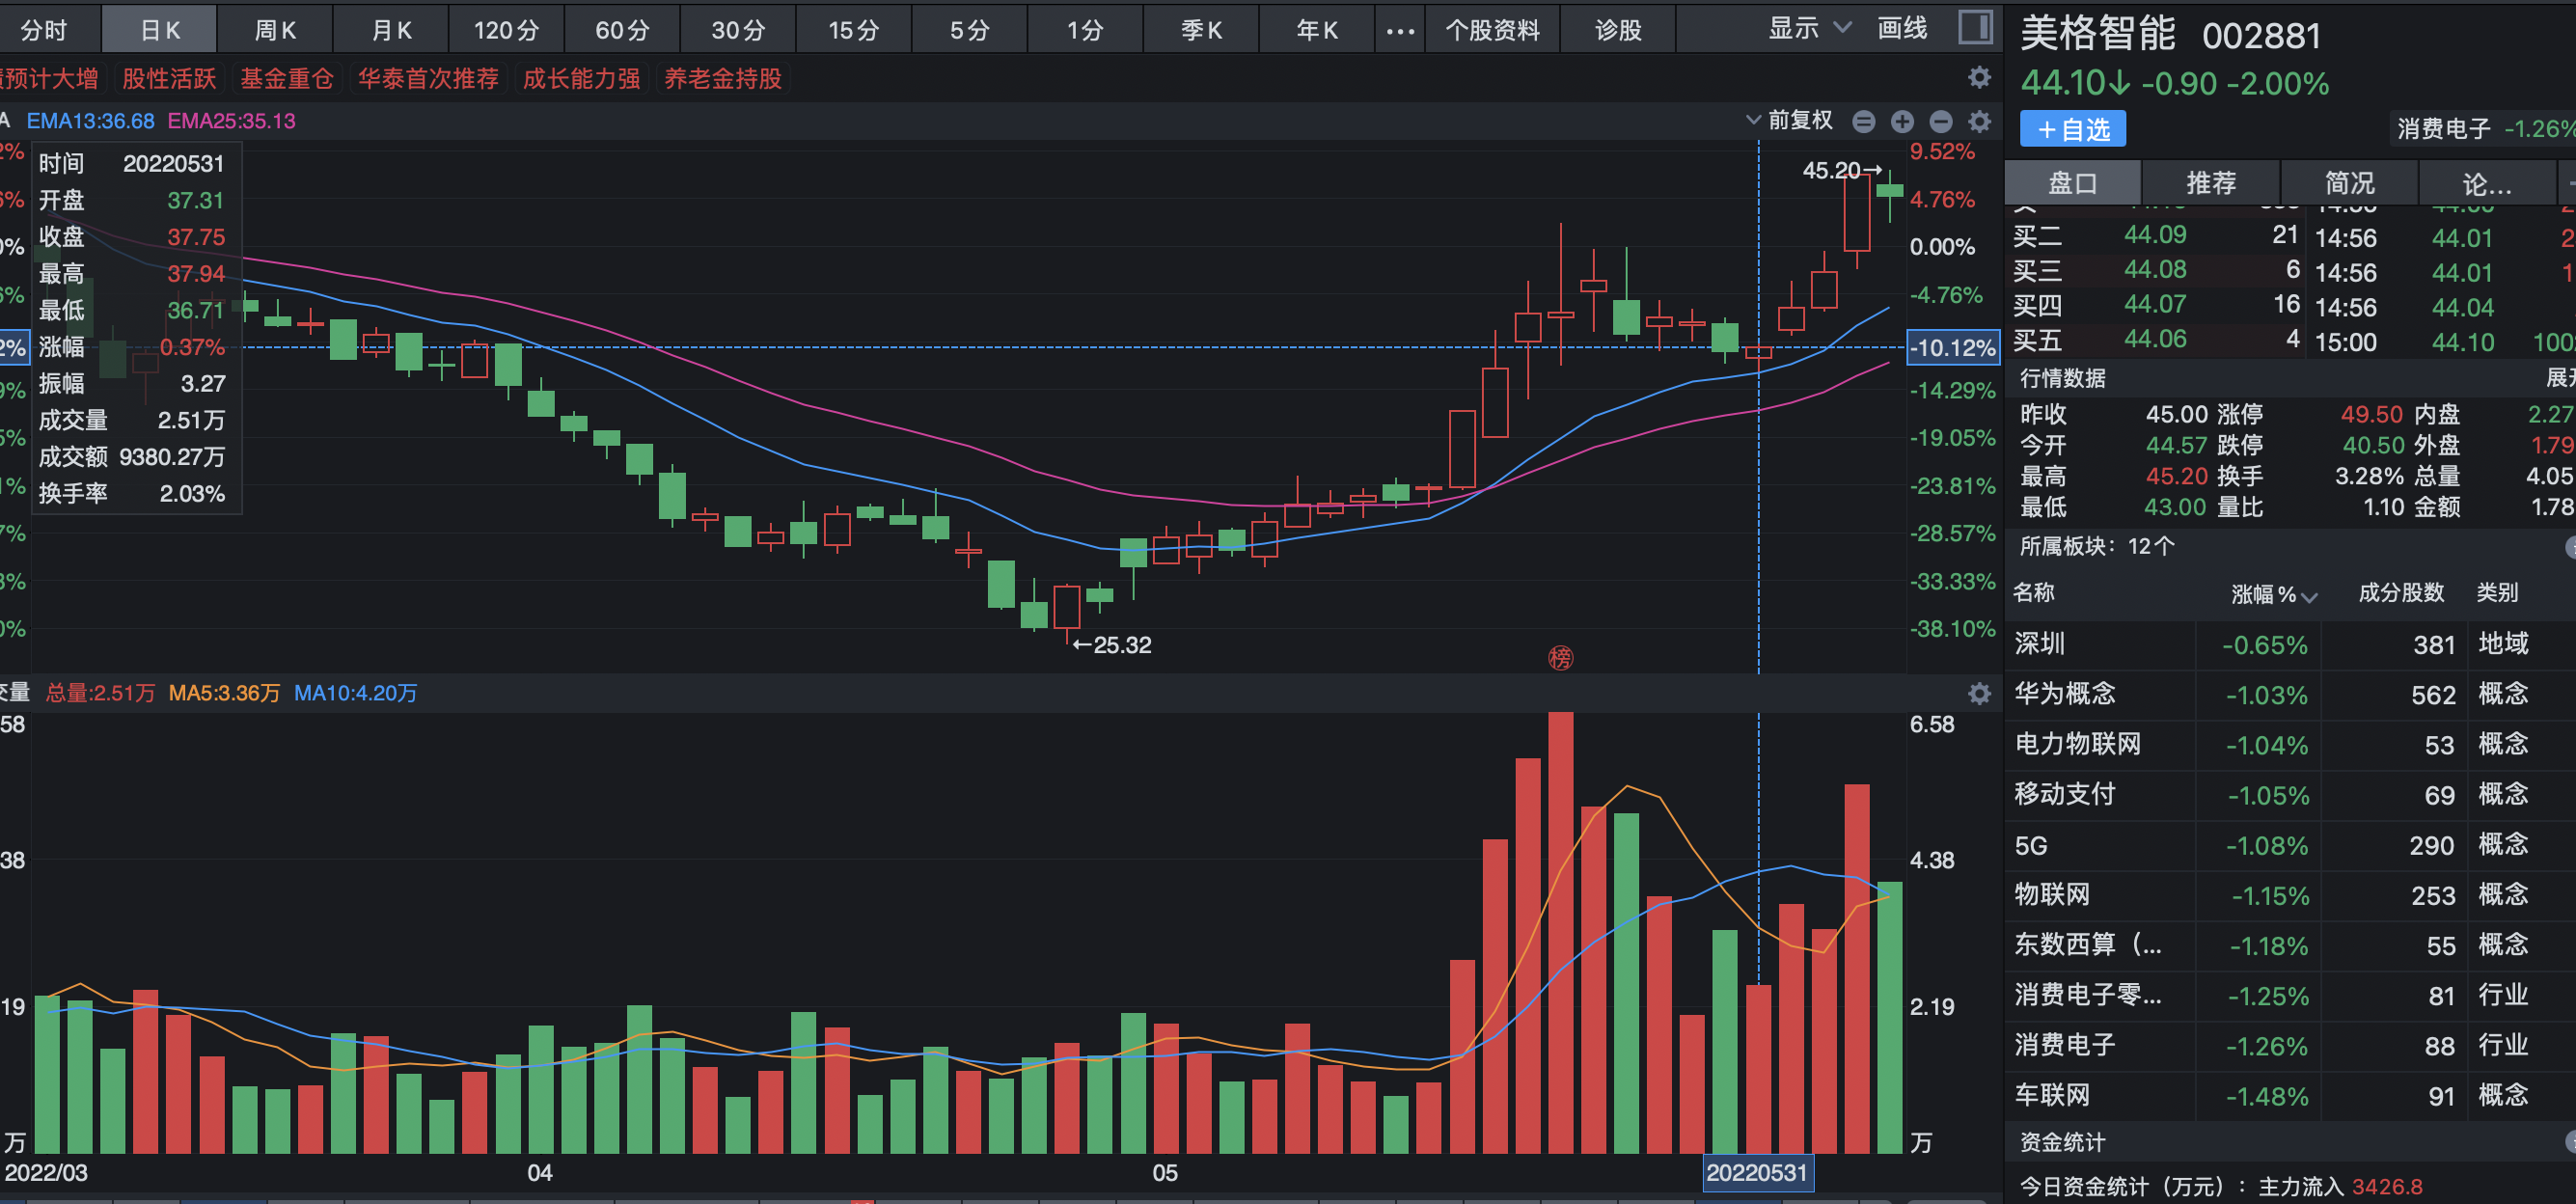 分时 日K 周K 月K 120分 60分 30分 15分 5分 1分 季K 年K ... 个股资料 诊股 显示 画线
预计大增 股性活跃 基金重仓 华泰首次推荐 成长能力强 养老金持股
A EMA13:36.68 EMA25:35.13 前复权
时间 20220531
开盘 37.31
收盘 37.75
最高 37.94
最低 36.71
涨幅 0.37%
振幅 3.27
成交量 2.51万
成交额 9380.27万
换手率 2.03%
2%
6%
0%
6%
2%
9%
5%
1%
7%
3%
0%
45.20→
←25.32
榜
9.52%
4.76%
0.00%
-4.76%
-10.12%
-14.29%
-19.05%
-23.81%
-28.57%
-33.33%
-38.10%
交量 总量:2.51万 MA5:3.36万 MA10:4.20万
58
38
19
万
6.58
4.38
2.19
万
2022/03 04 05 20220531
美格智能 002881
44.10↓ -0.90 -2.00%
+自选 消费电子 -1.26%
盘口 推荐 简况 论...
买二 44.09 21 14:56 44.01 2
买三 44.08 6 14:56 44.01 1
买四 44.07 16 14:56 44.04
买五 44.06 4 15:00 44.10 100
行情数据 展开
昨收 45.00 涨停 49.50 内盘 2.27
今开 44.57 跌停 40.50 外盘 1.79
最高 45.20 换手 3.28% 总量 4.05
最低 43.00 量比 1.10 金额 1.78
所属板块：12个
名称 涨幅% 成分股数 类别
深圳 -0.65% 381 地域
华为概念 -1.03% 562 概念
电力物联网 -1.04% 53 概念
移动支付 -1.05% 69 概念
5G -1.08% 290 概念
物联网 -1.15% 253 概念
东数西算（... -1.18% 55 概念
消费电子零... -1.25% 81 行业
消费电子 -1.26% 88 行业
车联网 -1.48% 91 概念
资金统计
今日资金统计（万元）：主力流入 3426.8